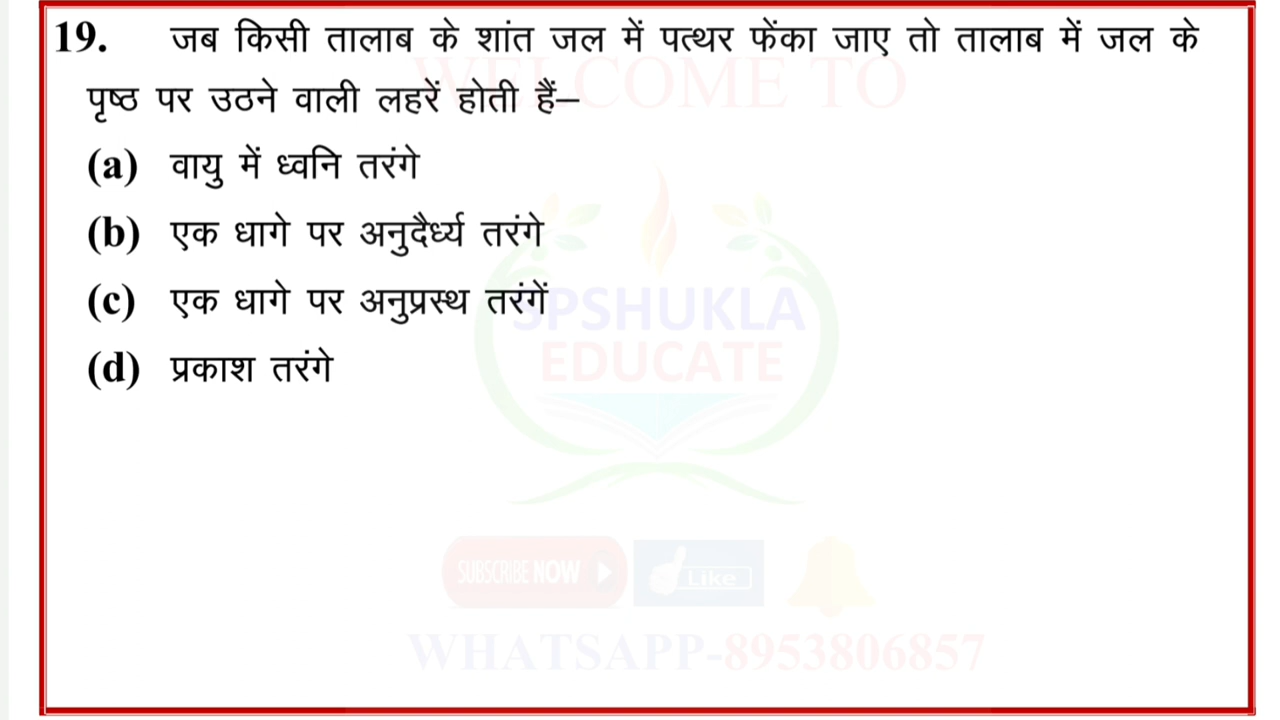 19. जब किसी तालाब के शांत जल में पत्थर फेंका जाए तो तालाब में जल के
पृष्ठ पर उठने वाली लहरें होती हैं–
WELCOME TO
(a) वायु में ध्वनि तरंगे
(b) एक धागे पर अनुदैर्ध्य तरंगे
(c) एक धागे पर अनुप्रस्थ तरंगें
SPSHUKLA
EDUCATE
(d) प्रकाश तरंगे
SUBSCRIBE NOW
Like
WHATSAPP-8953806857